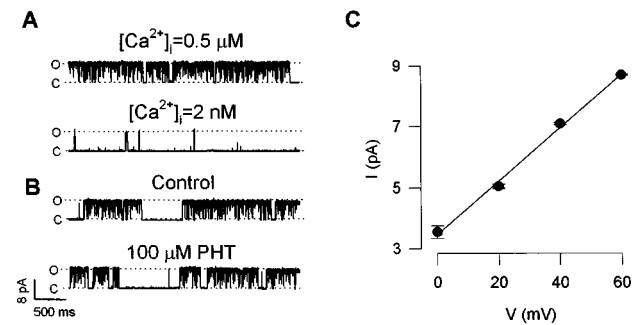 A
[Ca2+]i=0.5 μM
O
C
[Ca2+]i=2 nM
O
C
B
Control
O
C
100 μM PHT
O
C
8 pA
500 ms
C
I (pA)
9
7
5
3
0 20 40 60
V (mV)